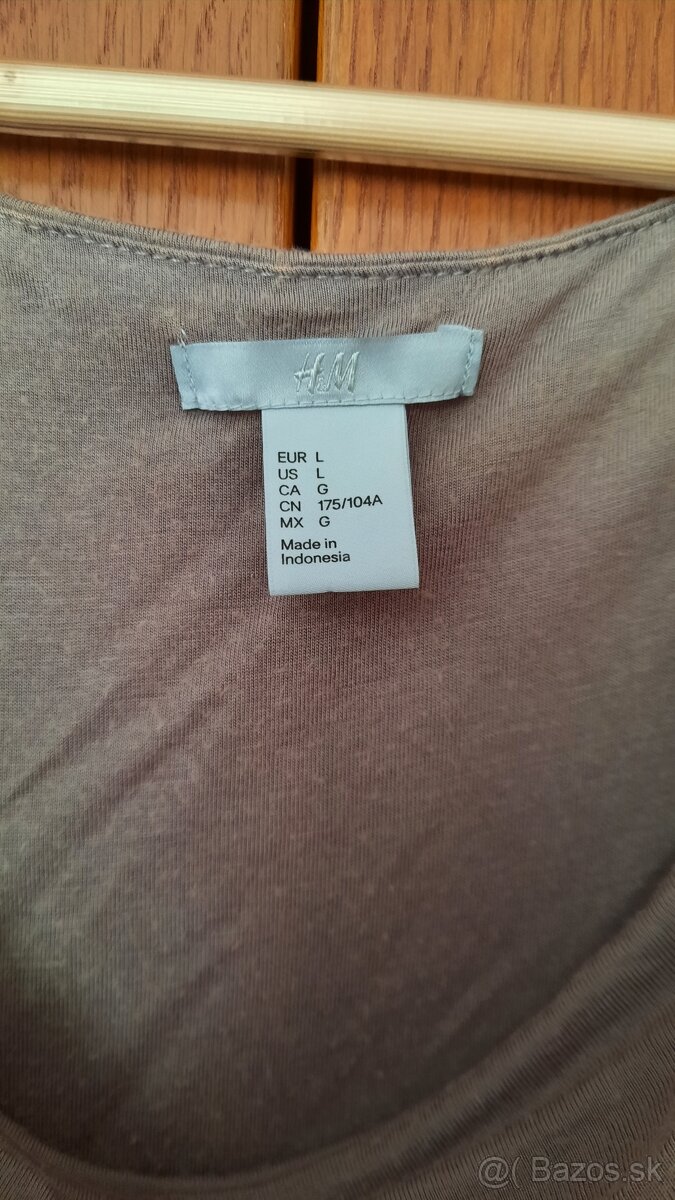 H&M
EUR L
US L
CA G
CN 175/104A
MX G
Made in
Indonesia
@( Bazos.sk